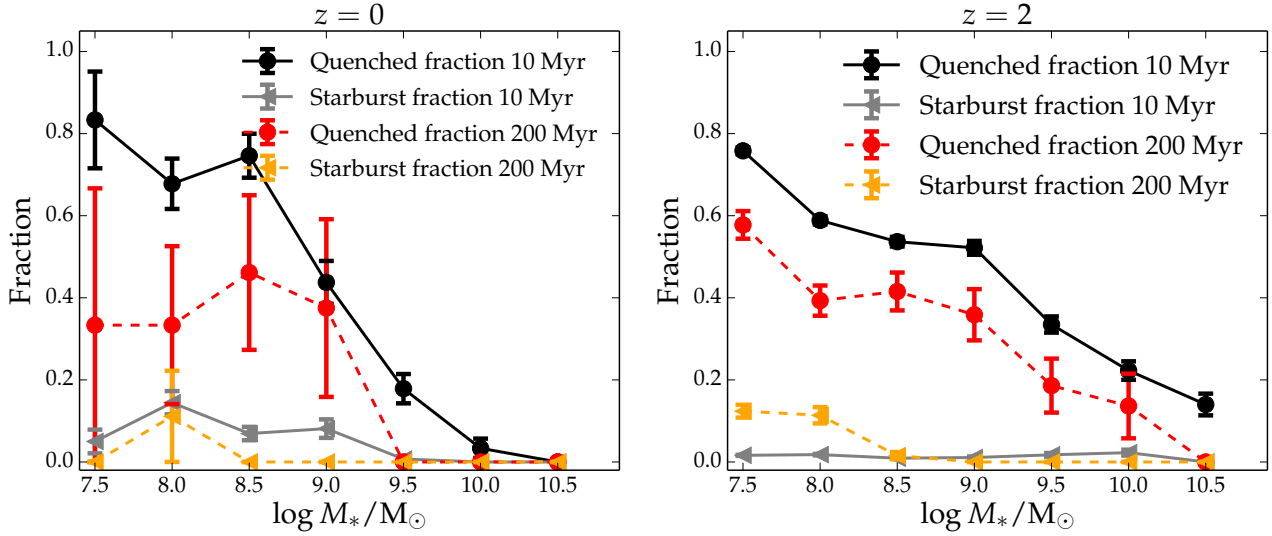 z = 0
1.0
0.8
0.6
0.4
0.2
0.0
Fraction
Quenched fraction 10 Myr
Starburst fraction 10 Myr
Quenched fraction 200 Myr
Starburst fraction 200 Myr
7.5 8.0 8.5 9.0 9.5 10.0 10.5
log M*/M⊙
z = 2
1.0
0.8
0.6
0.4
0.2
0.0
Fraction
Quenched fraction 10 Myr
Starburst fraction 10 Myr
Quenched fraction 200 Myr
Starburst fraction 200 Myr
7.5 8.0 8.5 9.0 9.5 10.0 10.5
log M*/M⊙